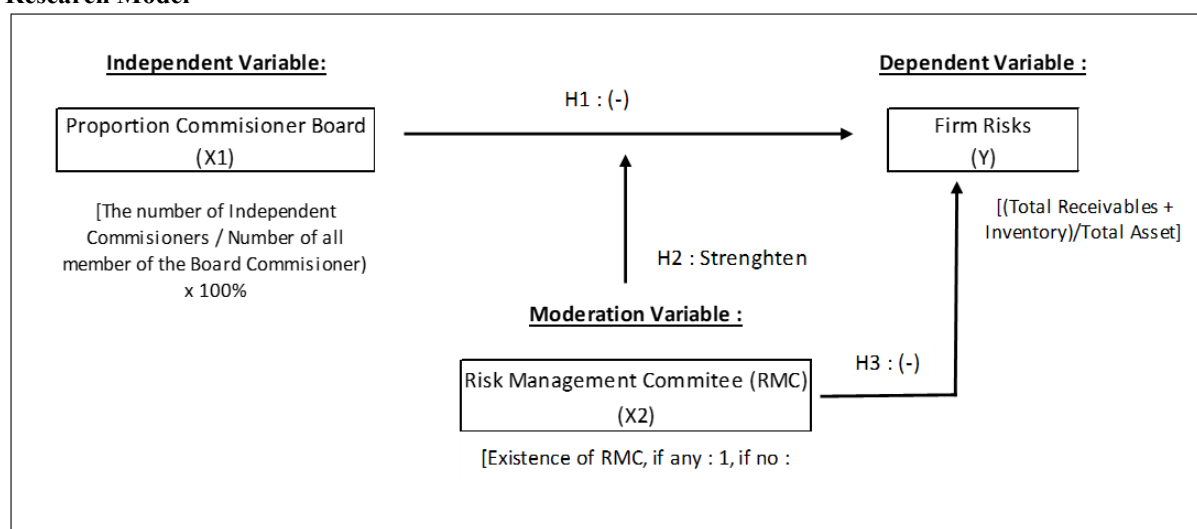 Research Model
Independent Variable:
Dependent Variable :
H1 : (-)
Proportion Commisioner Board
(X1)
Firm Risks
(Y)
[The number of Independent
Commisioners / Number of all
member of the Board Commisioner)
x 100%
[(Total Receivables +
Inventory)/Total Asset]
H2 : Strenghten
Moderation Variable :
H3 : (-)
Risk Management Commitee (RMC)
(X2)
[Existence of RMC, if any : 1, if no :